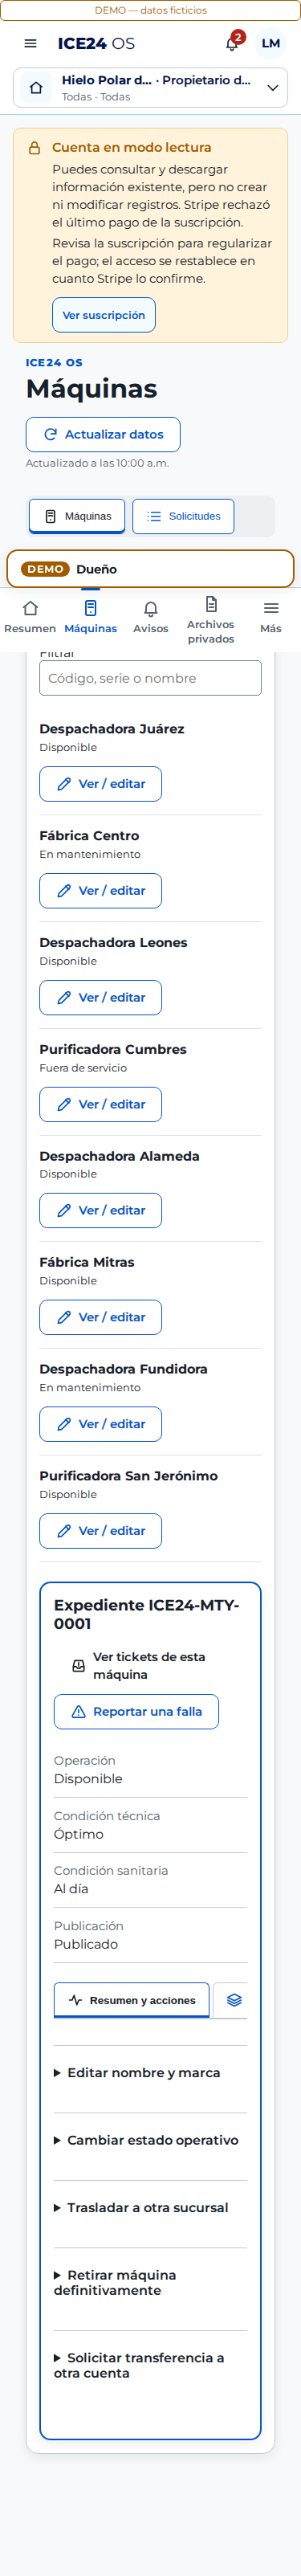 DEMO — datos ficticios
ICE24 OS
2
LM
Hielo Polar d... · Propietario d...
Todas · Todas
Cuenta en modo lectura
Puedes consultar y descargar
información existente, pero no crear
ni modificar registros. Stripe rechazó
el último pago de la suscripción.
Revisa la suscripción para regularizar
el pago; el acceso se restablece en
cuanto Stripe lo confirme.
Ver suscripción
ICE24 OS
Máquinas
Actualizar datos
Actualizado a las 10:00 a.m.
Máquinas
Solicitudes
DEMO Dueño
Resumen
Máquinas
Avisos
Archivos
privados
Más
Filtrar
Código, serie o nombre
Despachadora Juárez
Disponible
Ver / editar
Fábrica Centro
En mantenimiento
Ver / editar
Despachadora Leones
Disponible
Ver / editar
Purificadora Cumbres
Fuera de servicio
Ver / editar
Despachadora Alameda
Disponible
Ver / editar
Fábrica Mitras
Disponible
Ver / editar
Despachadora Fundidora
En mantenimiento
Ver / editar
Purificadora San Jerónimo
Disponible
Ver / editar
Expediente ICE24-MTY-
0001
Ver tickets de esta
máquina
Reportar una falla
Operación
Disponible
Condición técnica
Óptimo
Condición sanitaria
Al día
Publicación
Publicado
Resumen y acciones
Editar nombre y marca
Cambiar estado operativo
Trasladar a otra sucursal
Retirar máquina
definitivamente
Solicitar transferencia a
otra cuenta